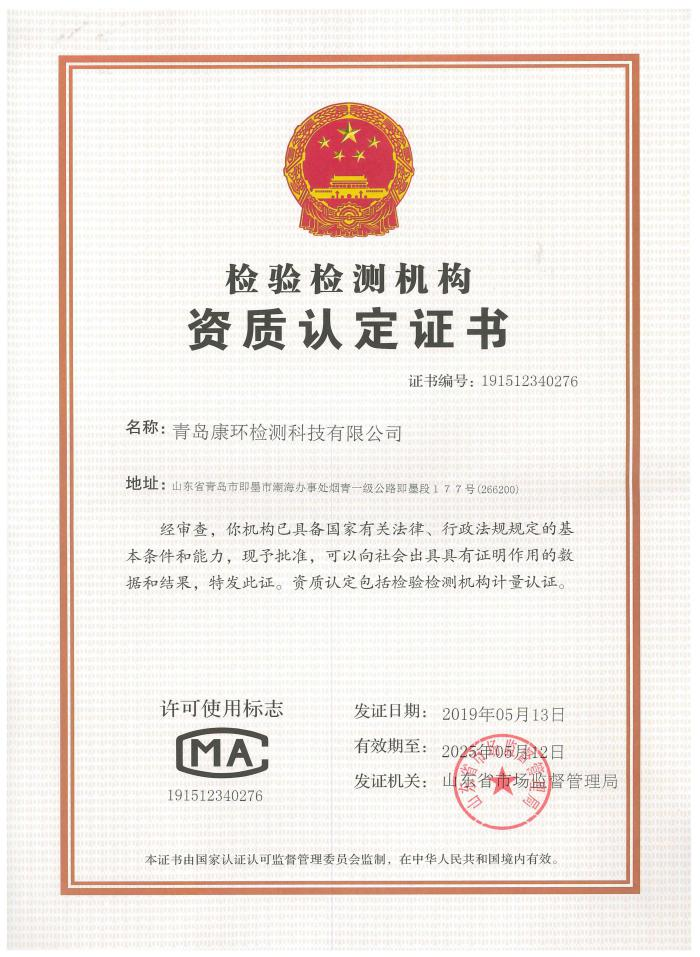 检验检测机构
资质认定证书
证书编号：191512340276
名称：青岛康环检测科技有限公司
地址：山东省青岛市即墨市潮海办事处烟青一级公路即墨段１７７号(266200)
经审查，你机构已具备国家有关法律、行政法规规定的基
本条件和能力，现予批准，可以向社会出具具有证明作用的数
据和结果，特发此证。资质认定包括检验检测机构计量认证。
许可使用标志
MA
191512340276
发证日期：2019年05月13日
有效期至：2025年05月12日
发证机关：山东省市场监督管理局
山东省市场监督管理局
本证书由国家认证认可监督管理委员会监制，在中华人民共和国境内有效。